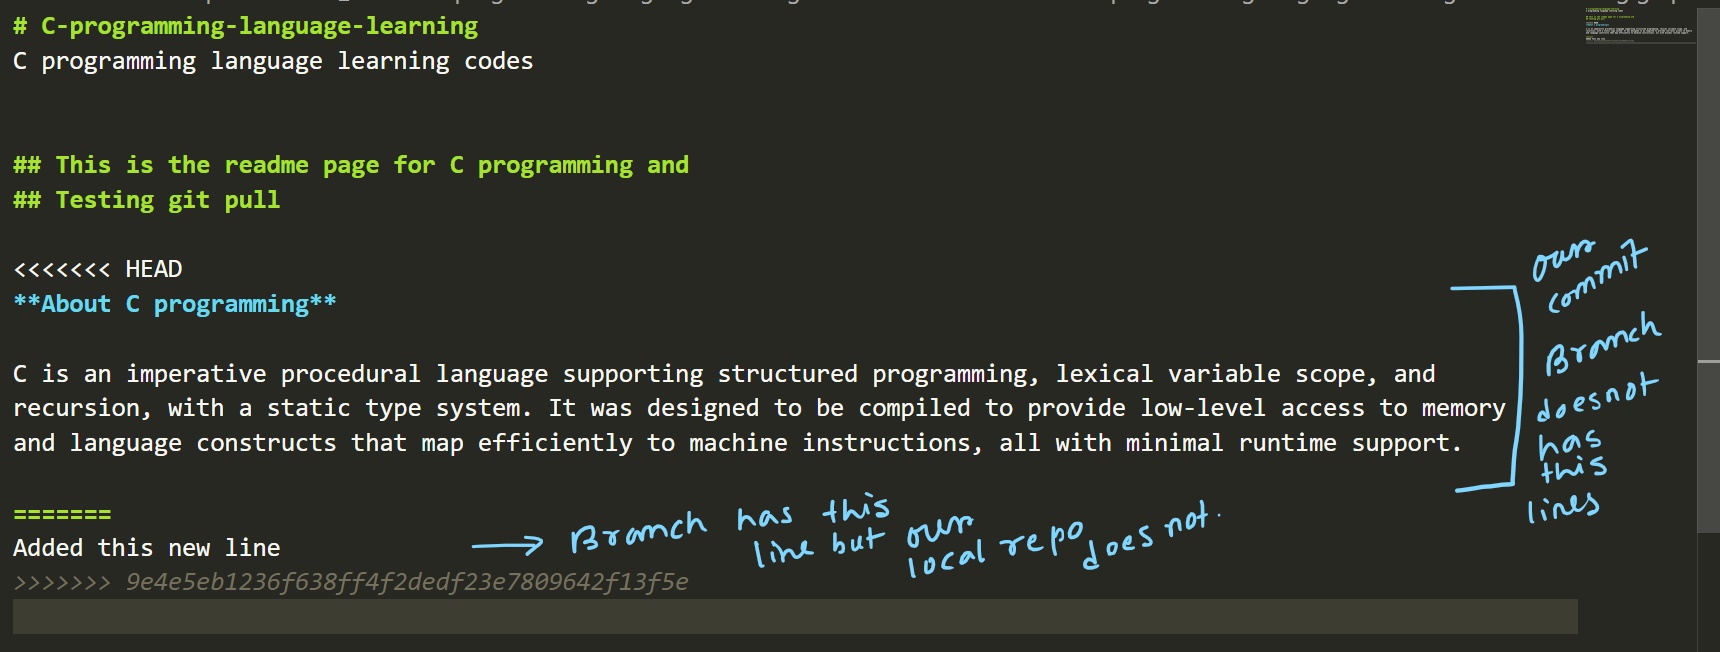 # C-programming-language-learning
C programming language learning codes
## This is the readme page for C programming and
## Testing git pull
<<<<<<< HEAD
**About C programming**
C is an imperative procedural language supporting structured programming, lexical variable scope, and
recursion, with a static type system. It was designed to be compiled to provide low-level access to memory
and language constructs that map efficiently to machine instructions, all with minimal runtime support.
our
commit
Branch
doesnot
has
this
lines
=======
Added this new line
Branch has this
line but our
local repo does not.
>>>>>>> 9e4e5eb1236f638ff4f2dedf23e7809642f13f5e